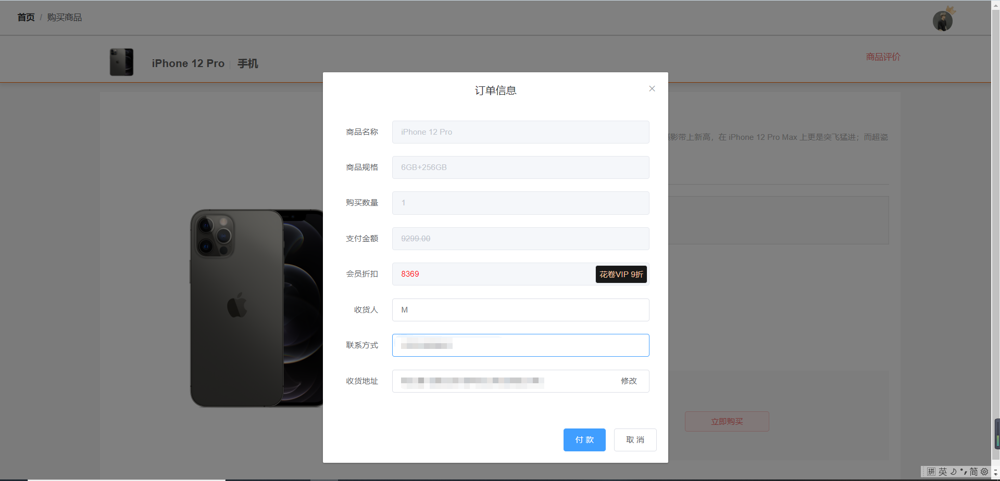 首页 / 购买商品
iPhone 12 Pro 手机
商品评价
订单信息
商品名称 iPhone 12 Pro
影带上新高，在 iPhone 12 Pro Max 上更是突飞猛进；而超瓷
商品规格 6GB+256GB
购买数量 1
支付金额 9299.00
会员折扣 8369 花卷VIP 9折
收货人 M
联系方式
收货地址 修改
立即购买
付 款 取 消
拼 英 简